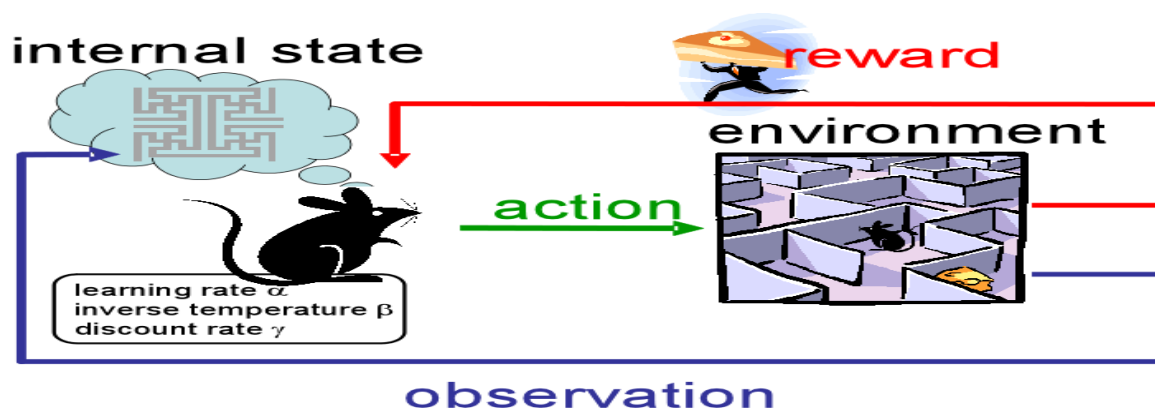 internal state
reward
environment
action
learning rate α
inverse temperature β
discount rate γ
observation